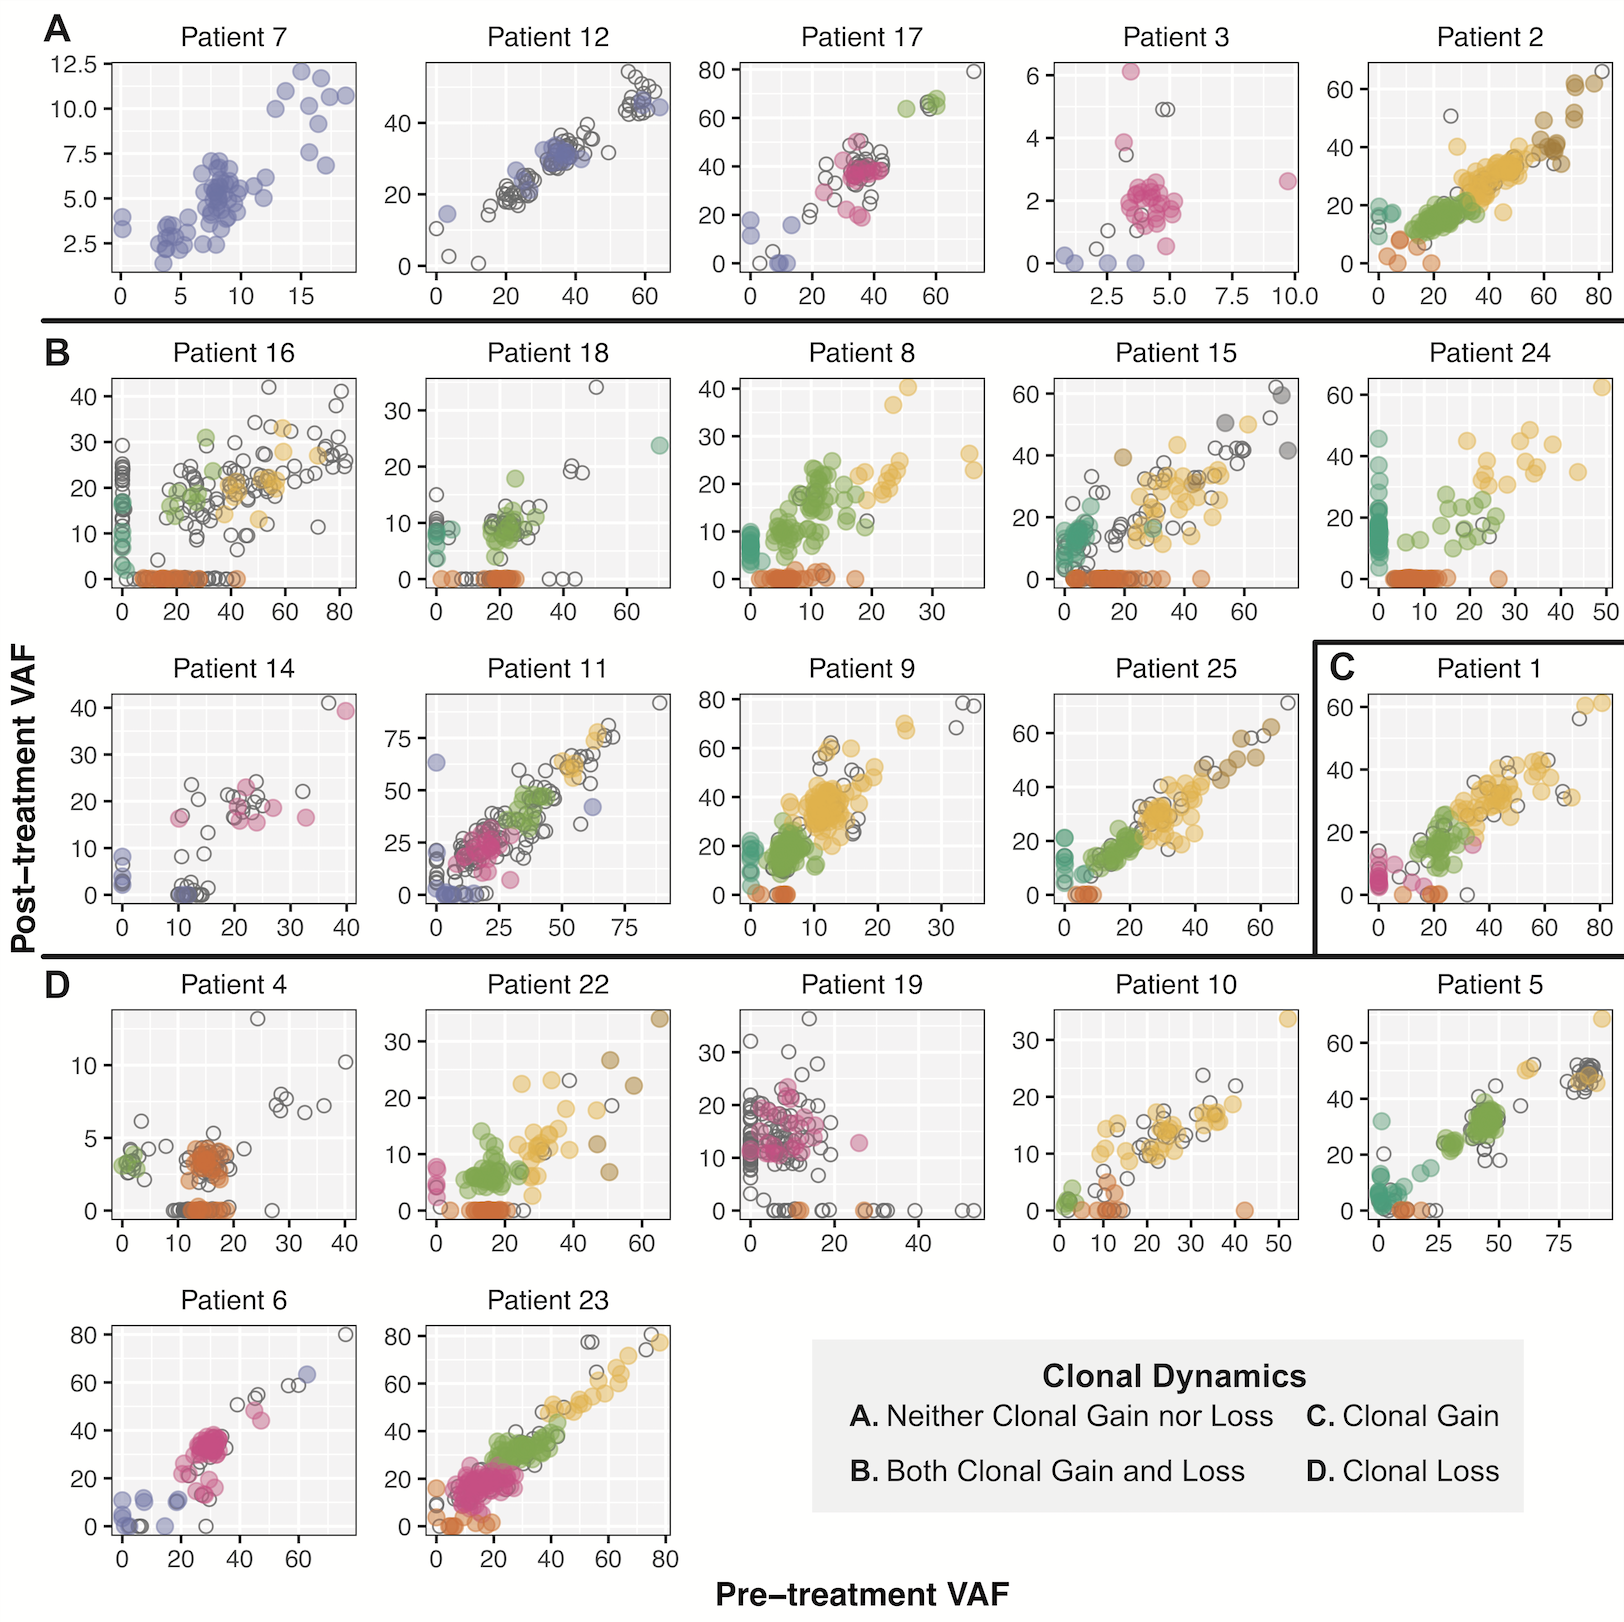 A
Patient 7
Patient 12
Patient 17
Patient 3
Patient 2
12.5
10.0
7.5
5.0
2.5
0 5 10 15
40
20
0
0 20 40 60
80
60
40
20
0
0 20 40 60
6
4
2
0
2.5 5.0 7.5 10.0
60
40
20
0
0 20 40 60 80
B
Patient 16
Patient 18
Patient 8
Patient 15
Patient 24
40
30
20
10
0
0 20 40 60 80
30
20
10
0
0 20 40 60
40
30
20
10
0
0 10 20 30
60
40
20
0
0 20 40 60
60
40
20
0
0 10 20 30 40 50
Post–treatment VAF
Patient 14
Patient 11
Patient 9
Patient 25
C
Patient 1
40
30
20
10
0
0 10 20 30 40
75
50
25
0
0 25 50 75
80
60
40
20
0
0 10 20 30
60
40
20
0
0 20 40 60
60
40
20
0
0 20 40 60 80
D
Patient 4
Patient 22
Patient 19
Patient 10
Patient 5
10
5
0
0 10 20 30 40
30
20
10
0
0 20 40 60
30
20
10
0
0 20 40
30
20
10
0
0 10 20 30 40 50
60
40
20
0
0 25 50 75
Patient 6
Patient 23
80
60
40
20
0
0 20 40 60
80
60
40
20
0
0 20 40 60 80
Clonal Dynamics
A. Neither Clonal Gain nor Loss
C. Clonal Gain
B. Both Clonal Gain and Loss
D. Clonal Loss
Pre–treatment VAF